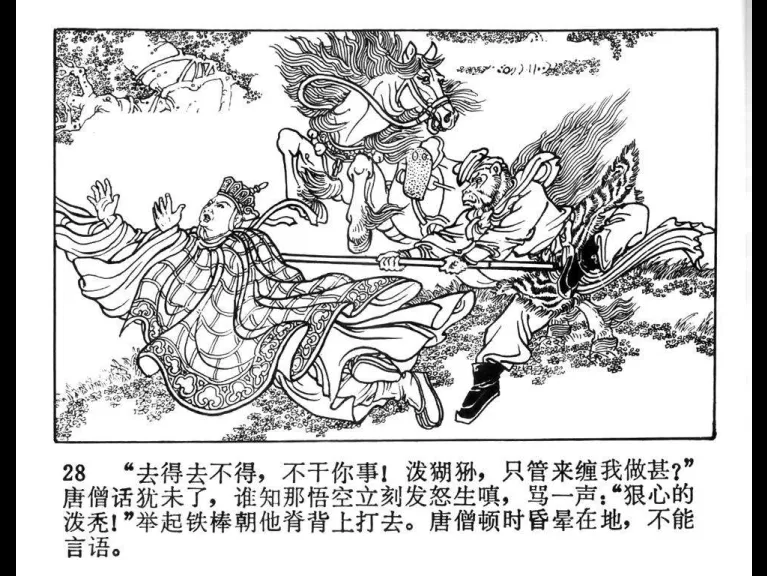 28 “去得去不得，不干你事！泼猢狲，只管来缠我做甚？”
唐僧话犹未了，谁知那悟空立刻发怒生嗔，骂一声：“狠心的
泼秃！”举起铁棒朝他脊背上打去。唐僧顿时昏晕在地，不能
言语。